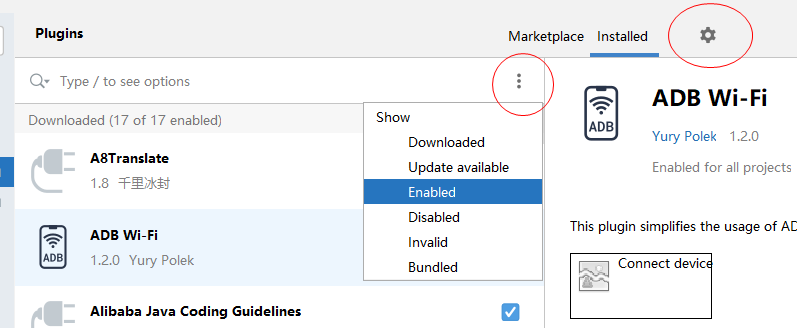 Plugins
Marketplace Installed
Type / to see options
Downloaded (17 of 17 enabled)
A8Translate
1.8 千里冰封
ADB
ADB Wi-Fi
1.2.0 Yury Polek
Alibaba Java Coding Guidelines
Show
Downloaded
Update available
Enabled
Disabled
Invalid
Bundled
ADB
ADB Wi-Fi
Yury Polek 1.2.0
Enabled for all projects
This plugin simplifies the usage of AD
Connect device